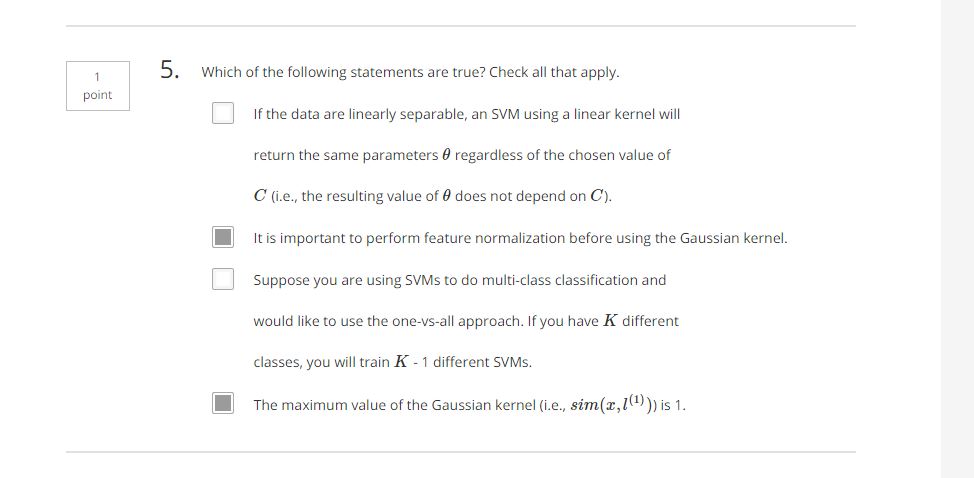 1
point
5. Which of the following statements are true? Check all that apply.
If the data are linearly separable, an SVM using a linear kernel will
return the same parameters θ regardless of the chosen value of
C (i.e., the resulting value of θ does not depend on C).
It is important to perform feature normalization before using the Gaussian kernel.
Suppose you are using SVMs to do multi-class classification and
would like to use the one-vs-all approach. If you have K different
classes, you will train K - 1 different SVMs.
The maximum value of the Gaussian kernel (i.e., sim(x, l⁽¹⁾)) is 1.